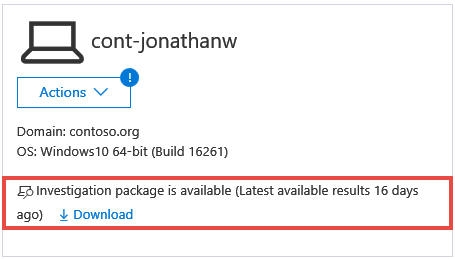 cont-jonathanw
!
Actions
Domain: contoso.org
OS: Windows10 64-bit (Build 16261)
Investigation package is available (Latest available results 16 days
ago) Download